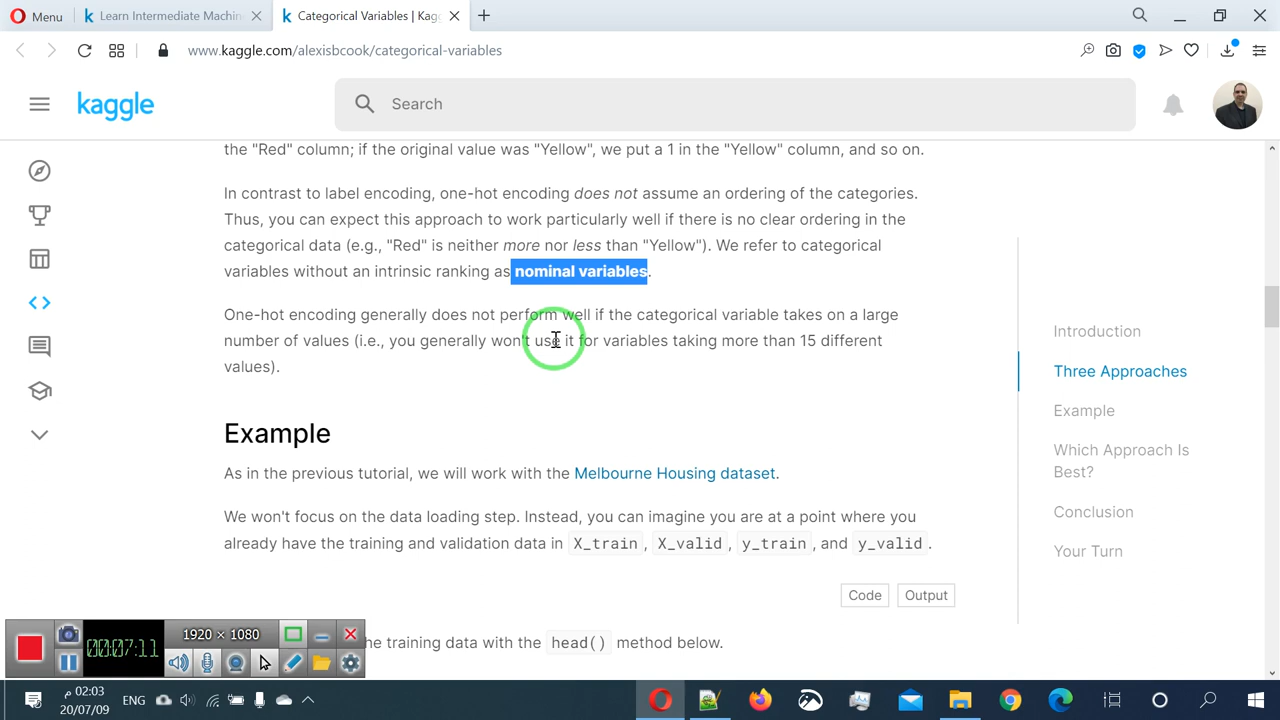 Menu
Learn Intermediate Machin
Categorical Variables | Kagg
www.kaggle.com/alexisbcook/categorical-variables
kaggle
Search
the "Red" column; if the original value was "Yellow", we put a 1 in the "Yellow" column, and so on.
In contrast to label encoding, one-hot encoding does not assume an ordering of the categories.
Thus, you can expect this approach to work particularly well if there is no clear ordering in the
categorical data (e.g., "Red" is neither more nor less than "Yellow"). We refer to categorical
variables without an intrinsic ranking as nominal variables.
One-hot encoding generally does not perform well if the categorical variable takes on a large
number of values (i.e., you generally won't use it for variables taking more than 15 different
values).
Example
As in the previous tutorial, we will work with the Melbourne Housing dataset.
We won't focus on the data loading step. Instead, you can imagine you are at a point where you
already have the training and validation data in X_train, X_valid, y_train, and y_valid.
Code
Output
he training data with the head() method below.
Introduction
Three Approaches
Example
Which Approach Is
Best?
Conclusion
Your Turn
00:07:11
1920 × 1080
02:03 م
20/07/09
ENG